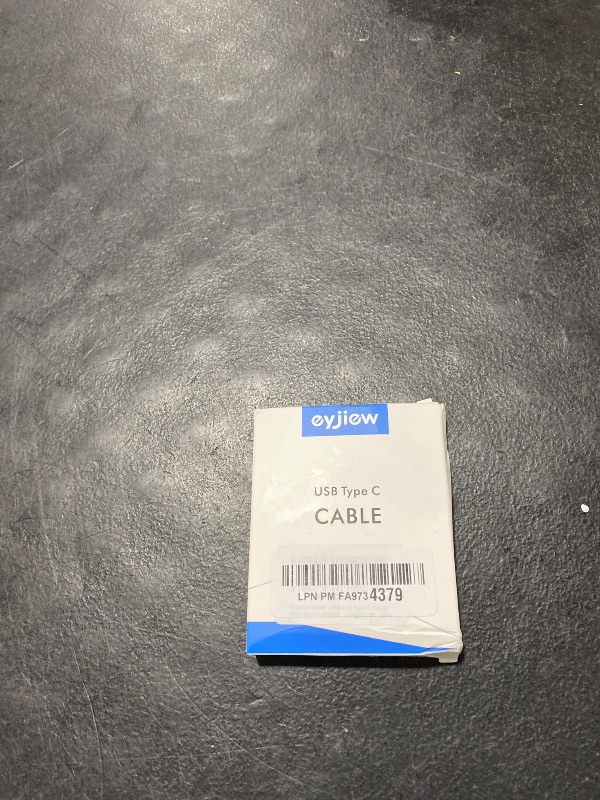 eyjiew
USB Type C
CABLE
LPN PM FA9734379